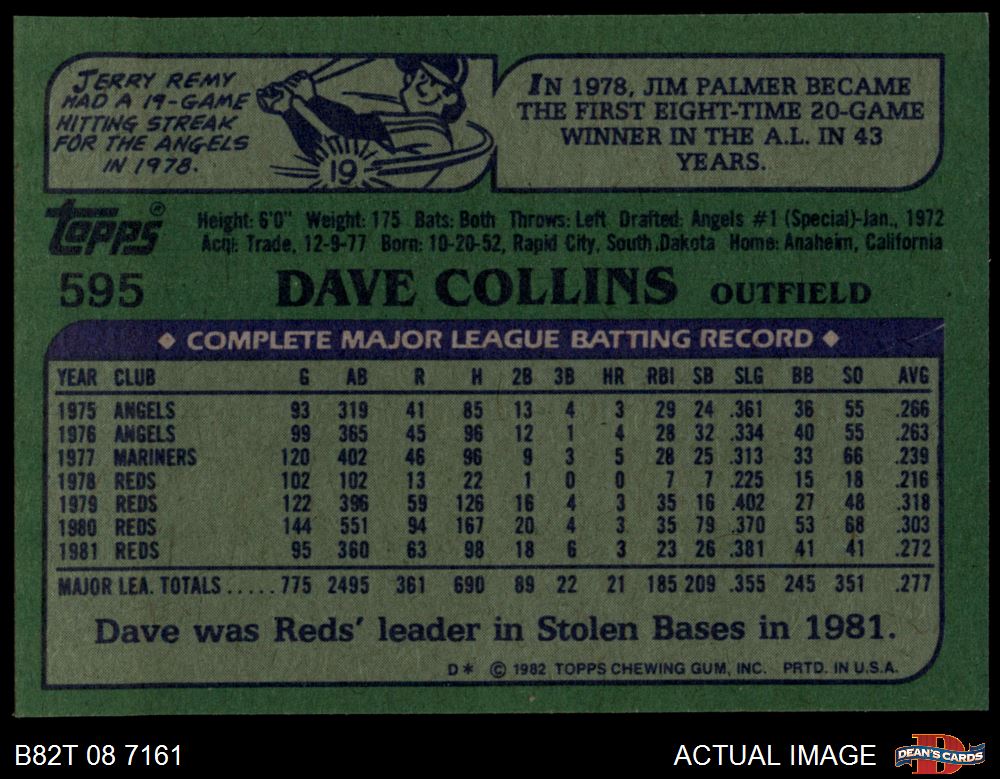 JERRY REMY
HAD A 19-GAME
HITTING STREAK
FOR THE ANGELS
IN 1978.
19
IN 1978, JIM PALMER BECAME
THE FIRST EIGHT-TIME 20-GAME
WINNER IN THE A.L. IN 43
YEARS.
Topps®
Height: 6'0" Weight: 175 Bats: Both Throws: Left Drafted: Angels #1 (Special)-Jan., 1972
Acq: Trade, 12-9-77 Born: 10-20-52, Rapid City, South Dakota Home: Anaheim, California
595 DAVE COLLINS OUTFIELD
◆ COMPLETE MAJOR LEAGUE BATTING RECORD ◆
YEAR CLUB G AB R H 2B 3B HR RBI SB SLG BB SO AVG
1975 ANGELS 93 319 41 85 13 4 3 29 24 .361 36 55 .266
1976 ANGELS 99 365 45 96 12 1 4 28 32 .334 40 55 .263
1977 MARINERS 120 402 46 96 9 3 5 28 25 .313 33 66 .239
1978 REDS 102 102 13 22 1 0 0 7 7 .225 15 18 .216
1979 REDS 122 396 59 126 16 4 3 35 16 .402 27 48 .318
1980 REDS 144 551 94 167 20 4 3 35 79 .370 53 68 .303
1981 REDS 95 360 63 98 18 6 3 23 26 .381 41 41 .272
MAJOR LEA. TOTALS ..... 775 2495 361 690 89 22 21 185 209 .355 245 351 .277
Dave was Reds' leader in Stolen Bases in 1981.
D* © 1982 TOPPS CHEWING GUM, INC. PRTD. IN U.S.A.
B82T 08 7161
ACTUAL IMAGE
DEAN'S CARDS